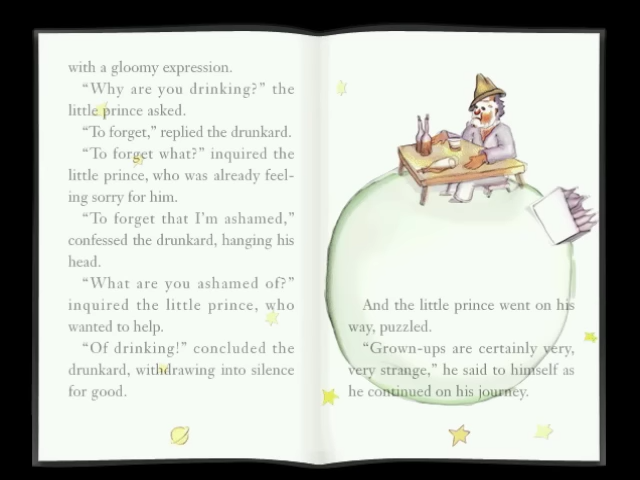 with a gloomy expression.
“Why are you drinking?” the
little prince asked.
“To forget,” replied the drunkard.
“To forget what?” inquired the
little prince, who was already feel-
ing sorry for him.
“To forget that I’m ashamed,”
confessed the drunkard, hanging his
head.
“What are you ashamed of?”
inquired the little prince, who
wanted to help.
“Of drinking!” concluded the
drunkard, withdrawing into silence
for good.
And the little prince went on his
way, puzzled.
“Grown-ups are certainly very,
very strange,” he said to himself as
he continued on his journey.